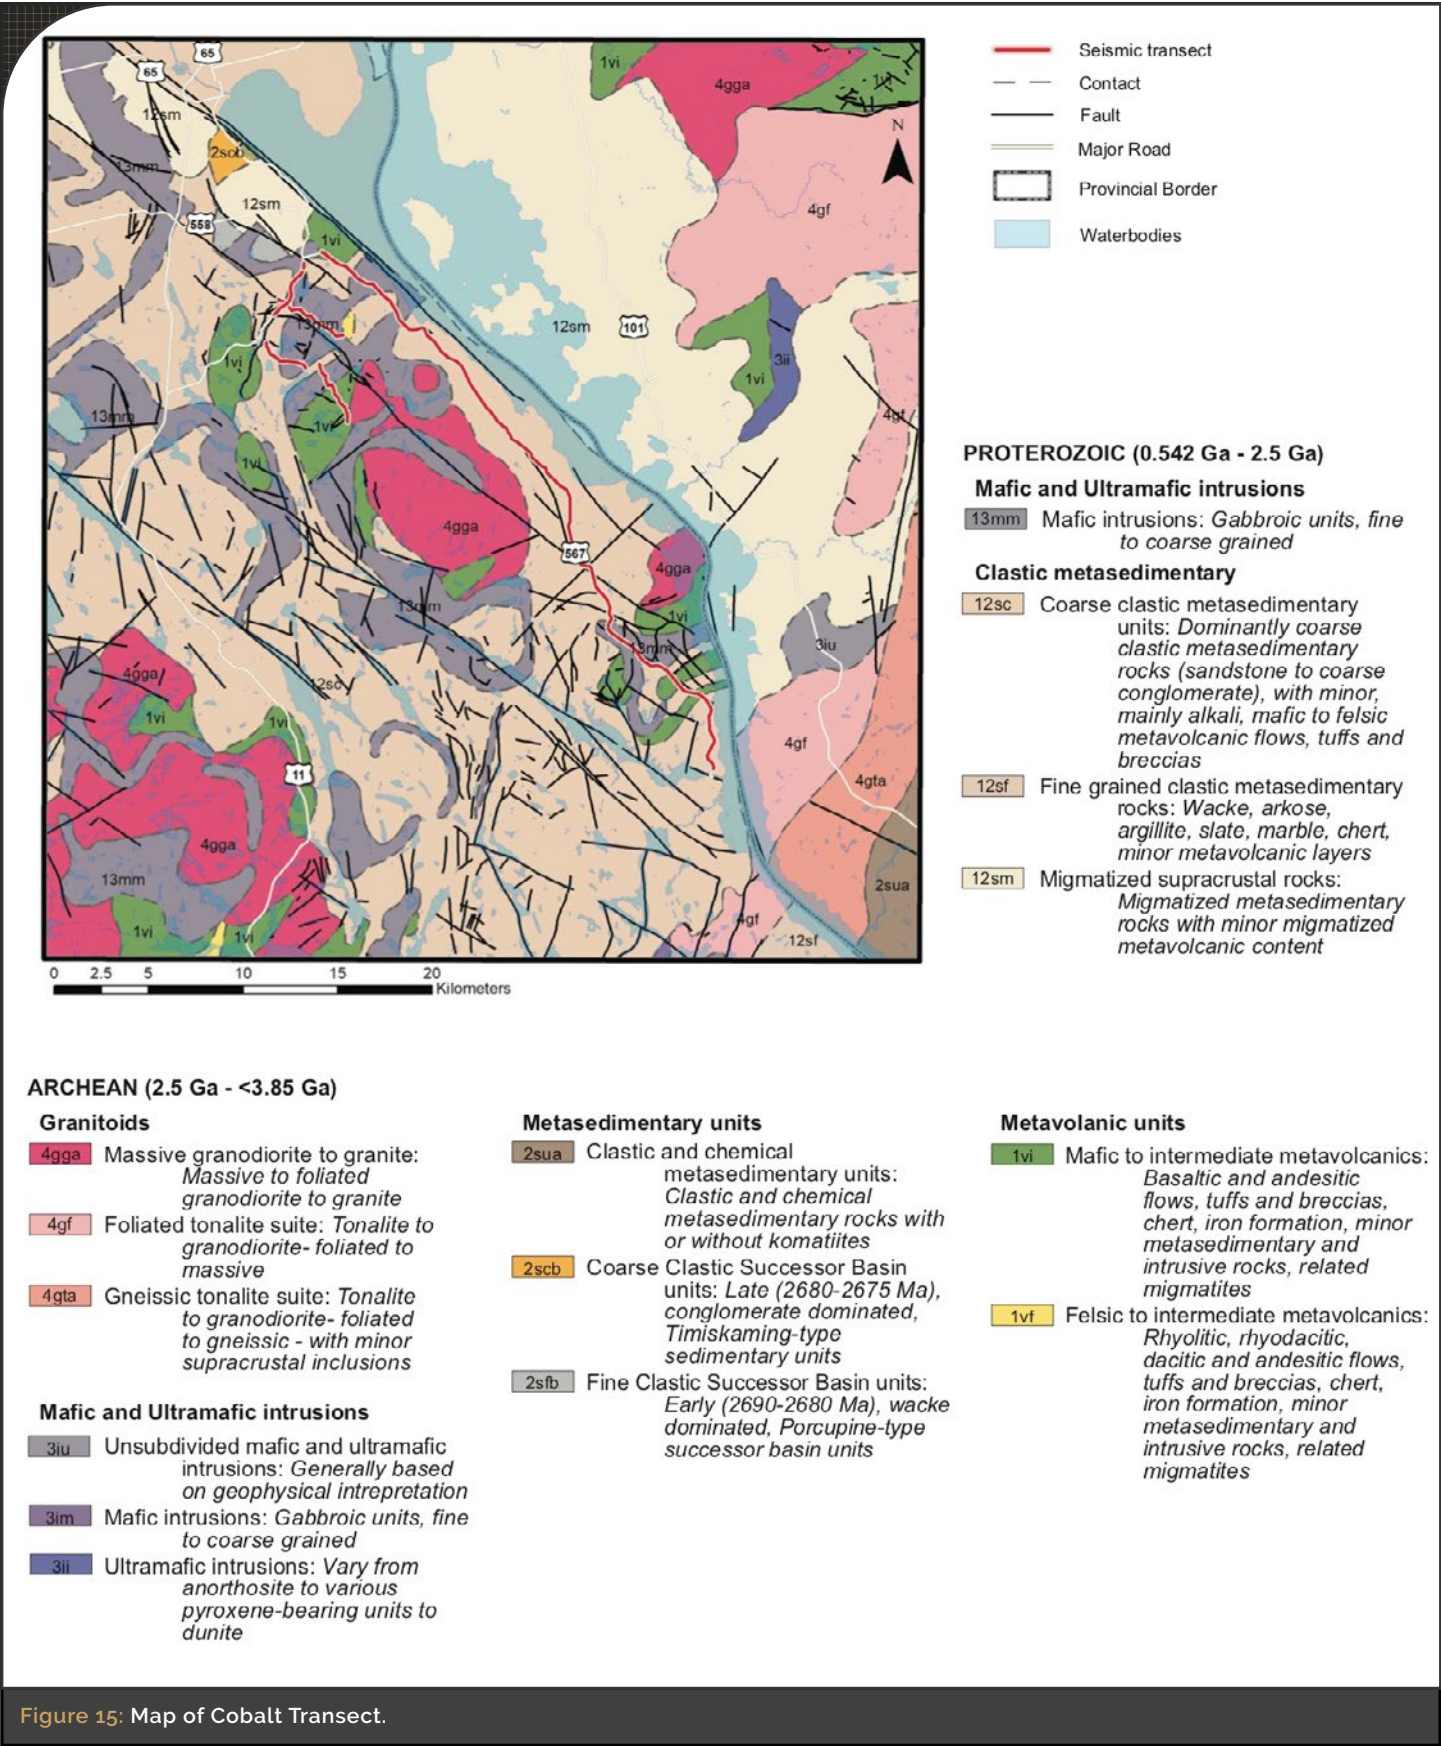 65
65
1vi
4gga
1vi
12sm
N
2scb
13mm
12sm
4gf
558
1vi
12sm
101
13mm
1vi
3ii
1vi
13mm
4gf
1vi
1vi
4gga
567
4gga
13mm
1vi
13mm
3iu
4gga
12sc
1vi
1vi
4gf
11
4gta
4gga
13mm
2sua
4gf
1vi
1vi
12sf
0 2.5 5 10 15 20
Kilometers
Seismic transect
Contact
Fault
Major Road
Provincial Border
Waterbodies
PROTEROZOIC (0.542 Ga - 2.5 Ga)
Mafic and Ultramafic intrusions
13mm Mafic intrusions: Gabbroic units, fine
to coarse grained
Clastic metasedimentary
12sc Coarse clastic metasedimentary
units: Dominantly coarse
clastic metasedimentary
rocks (sandstone to coarse
conglomerate), with minor,
mainly alkali, mafic to felsic
metavolcanic flows, tuffs and
breccias
12sf Fine grained clastic metasedimentary
rocks: Wacke, arkose,
argillite, slate, marble, chert,
minor metavolcanic layers
12sm Migmatized supracrustal rocks:
Migmatized metasedimentary
rocks with minor migmatized
metavolcanic content
ARCHEAN (2.5 Ga - <3.85 Ga)
Granitoids
4gga Massive granodiorite to granite:
Massive to foliated
granodiorite to granite
4gf Foliated tonalite suite: Tonalite to
granodiorite- foliated to
massive
4gta Gneissic tonalite suite: Tonalite
to granodiorite- foliated
to gneissic - with minor
supracrustal inclusions
Mafic and Ultramafic intrusions
3iu Unsubdivided mafic and ultramafic
intrusions: Generally based
on geophysical intrepretation
3im Mafic intrusions: Gabbroic units, fine
to coarse grained
3ii Ultramafic intrusions: Vary from
anorthosite to various
pyroxene-bearing units to
dunite
Metasedimentary units
2sua Clastic and chemical
metasedimentary units:
Clastic and chemical
metasedimentary rocks with
or without komatiites
2scb Coarse Clastic Successor Basin
units: Late (2680-2675 Ma),
conglomerate dominated,
Timiskaming-type
sedimentary units
2sfb Fine Clastic Successor Basin units:
Early (2690-2680 Ma), wacke
dominated, Porcupine-type
successor basin units
Metavolanic units
1vi Mafic to intermediate metavolcanics:
Basaltic and andesitic
flows, tuffs and breccias,
chert, iron formation, minor
metasedimentary and
intrusive rocks, related
migmatites
1vf Felsic to intermediate metavolcanics:
Rhyolitic, rhyodacitic,
dacitic and andesitic flows,
tuffs and breccias, chert,
iron formation, minor
metasedimentary and
intrusive rocks, related
migmatites
Figure 15: Map of Cobalt Transect.